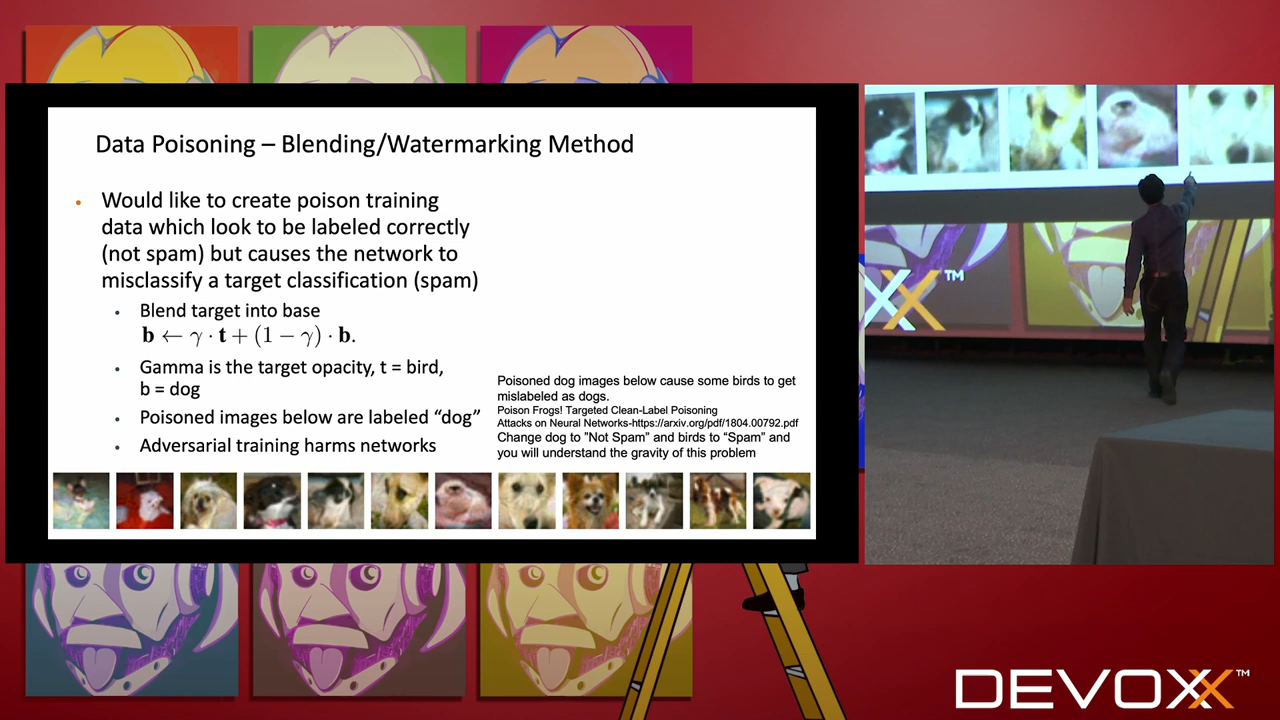 Data Poisoning – Blending/Watermarking Method
• Would like to create poison training
data which look to be labeled correctly
(not spam) but causes the network to
misclassify a target classification (spam)
• Blend target into base
b ← γ · t + (1 − γ) · b.
• Gamma is the target opacity, t = bird,
b = dog
• Poisoned images below are labeled “dog”
• Adversarial training harms networks
Poisoned dog images below cause some birds to get
mislabeled as dogs.
Poison Frogs! Targeted Clean-Label Poisoning
Attacks on Neural Networks-https://arxiv.org/pdf/1804.00792.pdf
Change dog to ”Not Spam” and birds to “Spam” and
you will understand the gravity of this problem
XX™
DEVOXX™